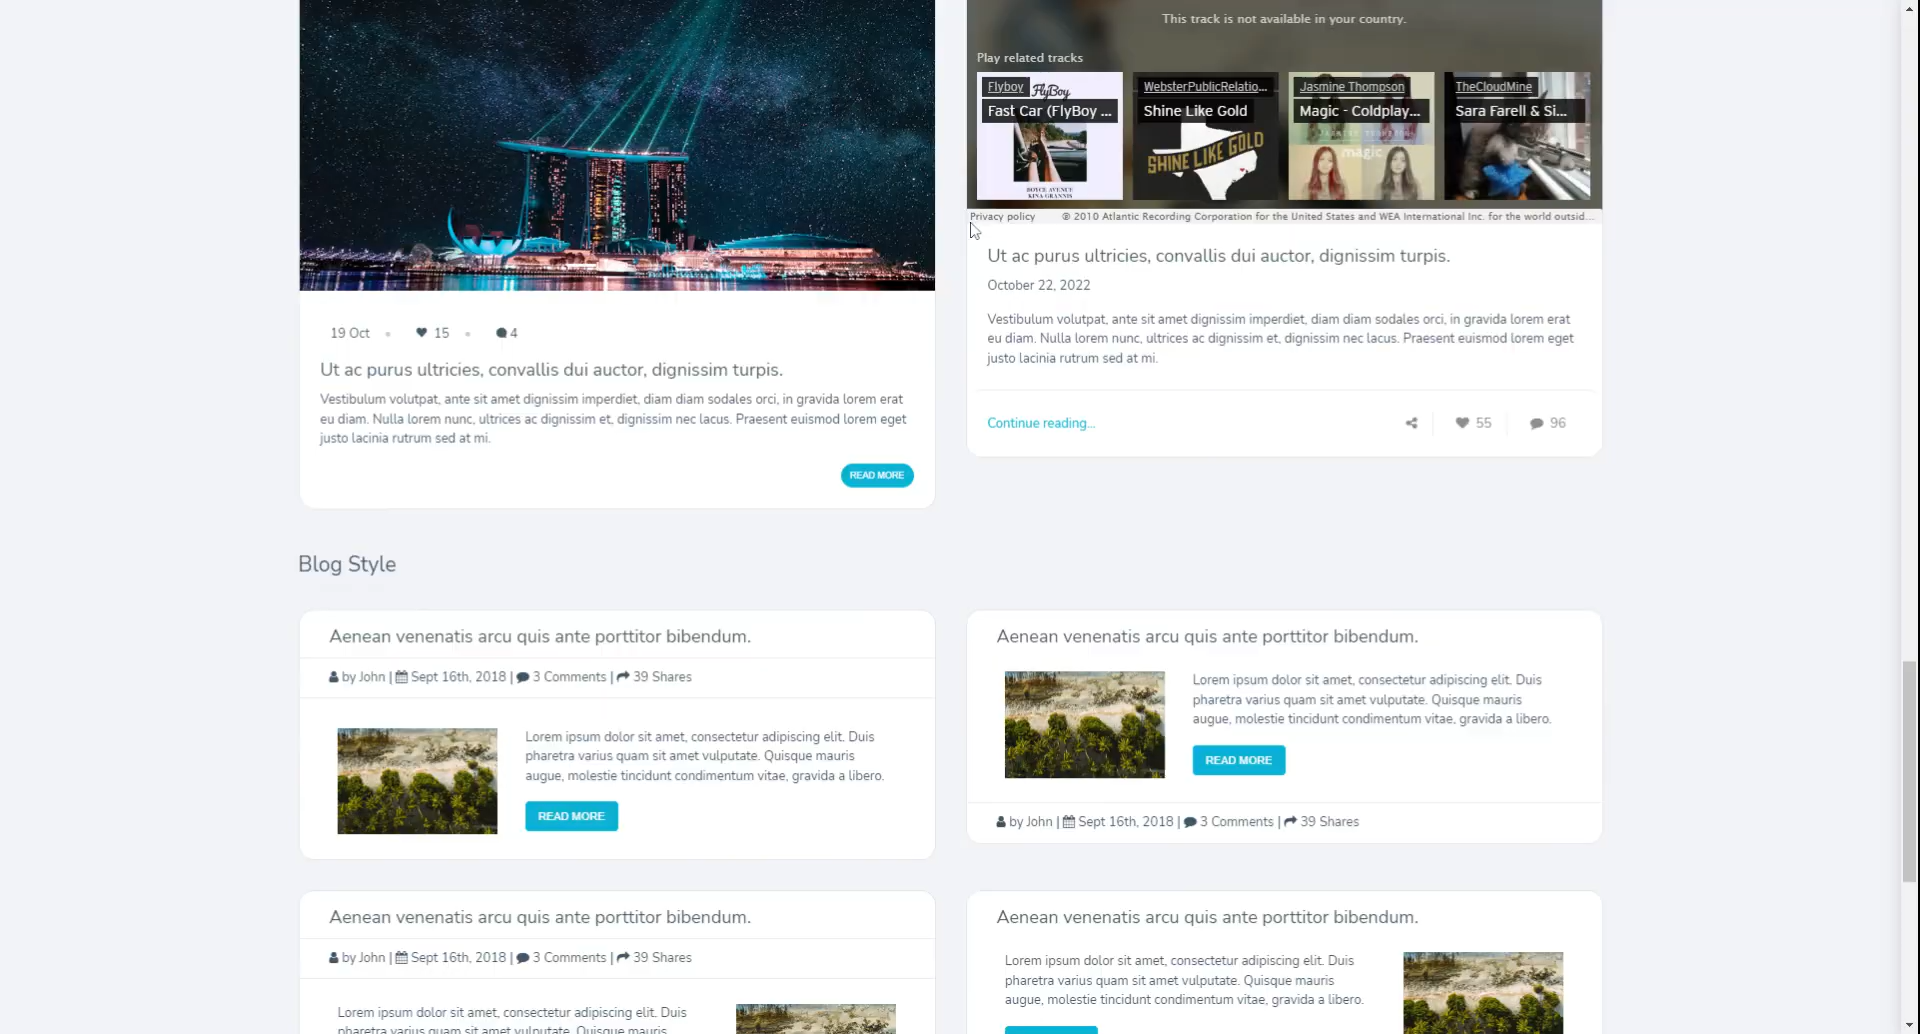 This track is not available in your country.
Play related tracks
Flyboy
FlyBoy
Fast Car (FlyBoy ...
BOYCE AVENUE
KINA GRANNIS
WebsterPublicRelatio...
Shine Like Gold
SHINE LIKE GOLD
Jasmine Thompson
Magic - Coldplay...
JASMINE THOMPSON
magic
TheCloudMine
Sara Farell & Si...
Privacy policy
℗ 2010 Atlantic Recording Corporation for the United States and WEA International Inc. for the world outsid...
19 Oct
15
4
Ut ac purus ultricies, convallis dui auctor, dignissim turpis.
Vestibulum volutpat, ante sit amet dignissim imperdiet, diam diam sodales orci, in gravida lorem erat
eu diam. Nulla lorem nunc, ultrices ac dignissim et, dignissim nec lacus. Praesent euismod lorem eget
justo lacinia rutrum sed at mi.
READ MORE
Ut ac purus ultricies, convallis dui auctor, dignissim turpis.
October 22, 2022
Vestibulum volutpat, ante sit amet dignissim imperdiet, diam diam sodales orci, in gravida lorem erat
eu diam. Nulla lorem nunc, ultrices ac dignissim et, dignissim nec lacus. Praesent euismod lorem eget
justo lacinia rutrum sed at mi.
Continue reading...
55
96
Blog Style
Aenean venenatis arcu quis ante porttitor bibendum.
by John | Sept 16th, 2018 | 3 Comments | 39 Shares
Lorem ipsum dolor sit amet, consectetur adipiscing elit. Duis
pharetra varius quam sit amet vulputate. Quisque mauris
augue, molestie tincidunt condimentum vitae, gravida a libero.
READ MORE
Aenean venenatis arcu quis ante porttitor bibendum.
Lorem ipsum dolor sit amet, consectetur adipiscing elit. Duis
pharetra varius quam sit amet vulputate. Quisque mauris
augue, molestie tincidunt condimentum vitae, gravida a libero.
READ MORE
by John | Sept 16th, 2018 | 3 Comments | 39 Shares
Aenean venenatis arcu quis ante porttitor bibendum.
by John | Sept 16th, 2018 | 3 Comments | 39 Shares
Lorem ipsum dolor sit amet, consectetur adipiscing elit. Duis
pharetra varius quam sit amet vulputate. Quisque mauris
Aenean venenatis arcu quis ante porttitor bibendum.
Lorem ipsum dolor sit amet, consectetur adipiscing elit. Duis
pharetra varius quam sit amet vulputate. Quisque mauris
augue, molestie tincidunt condimentum vitae, gravida a libero.